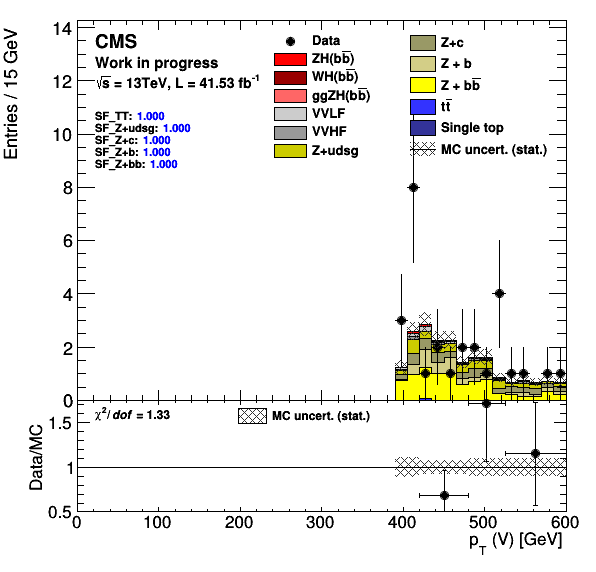 CMS
Work in progress
√s = 13TeV, L = 41.53 fb⁻¹
SF_TT: 1.000
SF_Z+udsg: 1.000
SF_Z+c: 1.000
SF_Z+b: 1.000
SF_Z+bb: 1.000
Data
ZH(bb̅)
WH(bb̅)
ggZH(bb̅)
VVLF
VVHF
Z+udsg
Z+c
Z + b
Z + bb̅
tt̅
Single top
MC uncert. (stat.)
Entries / 15 GeV
14
12
10
8
6
4
2
0
χ²/dof = 1.33
MC uncert. (stat.)
Data/MC
1.5
1
0.5
0
100
200
300
400
500
600
p_T (V) [GeV]